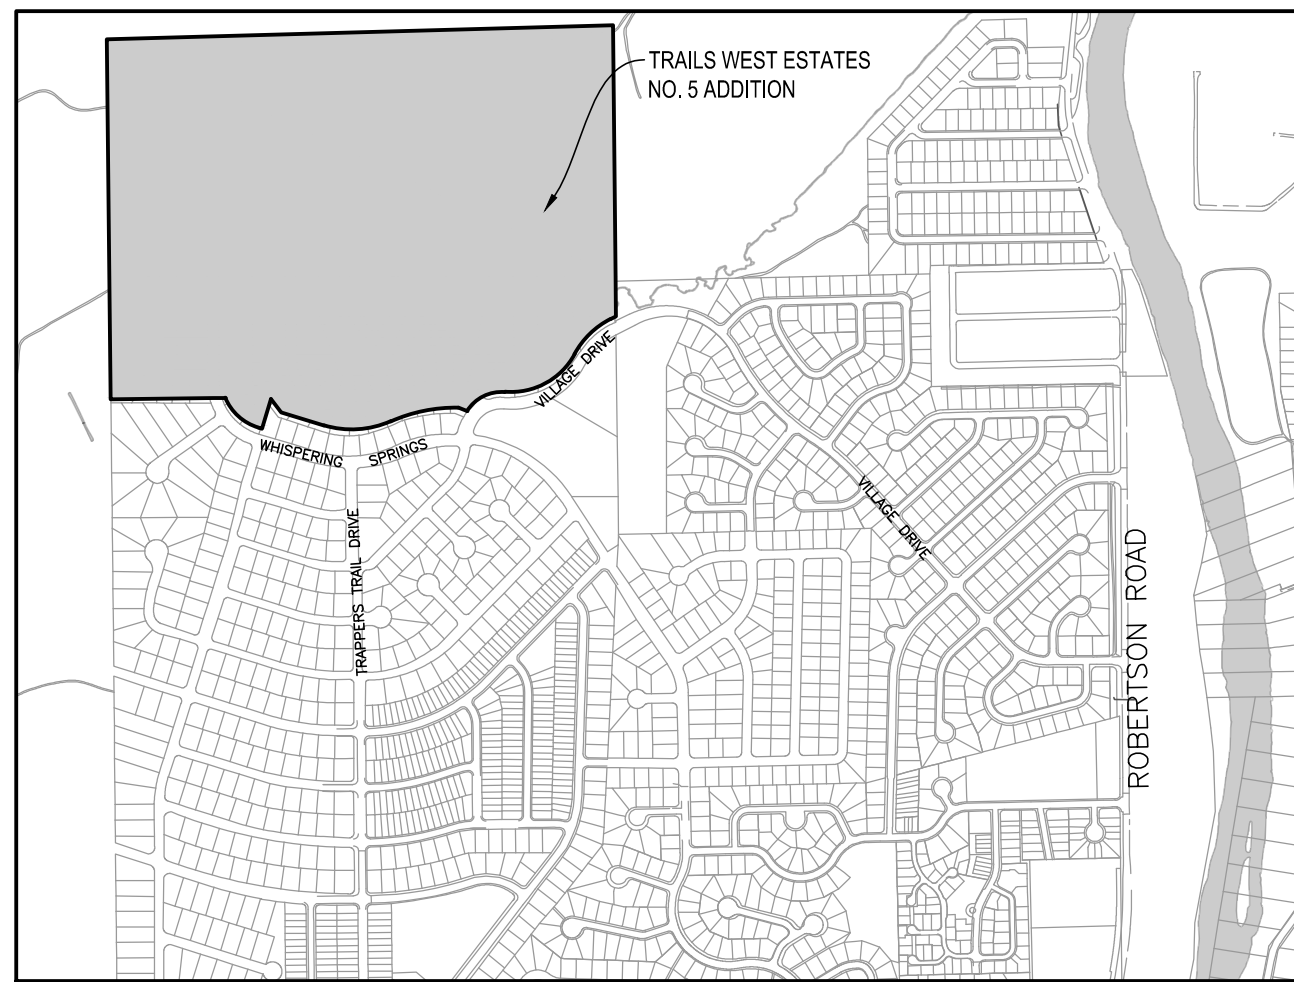 TRAILS WEST ESTATES
NO. 5 ADDITION
VILLAGE DRIVE
WHISPERING SPRINGS
TRAPPERS TRAIL DRIVE
VILLAGE DRIVE
ROBERTSON ROAD